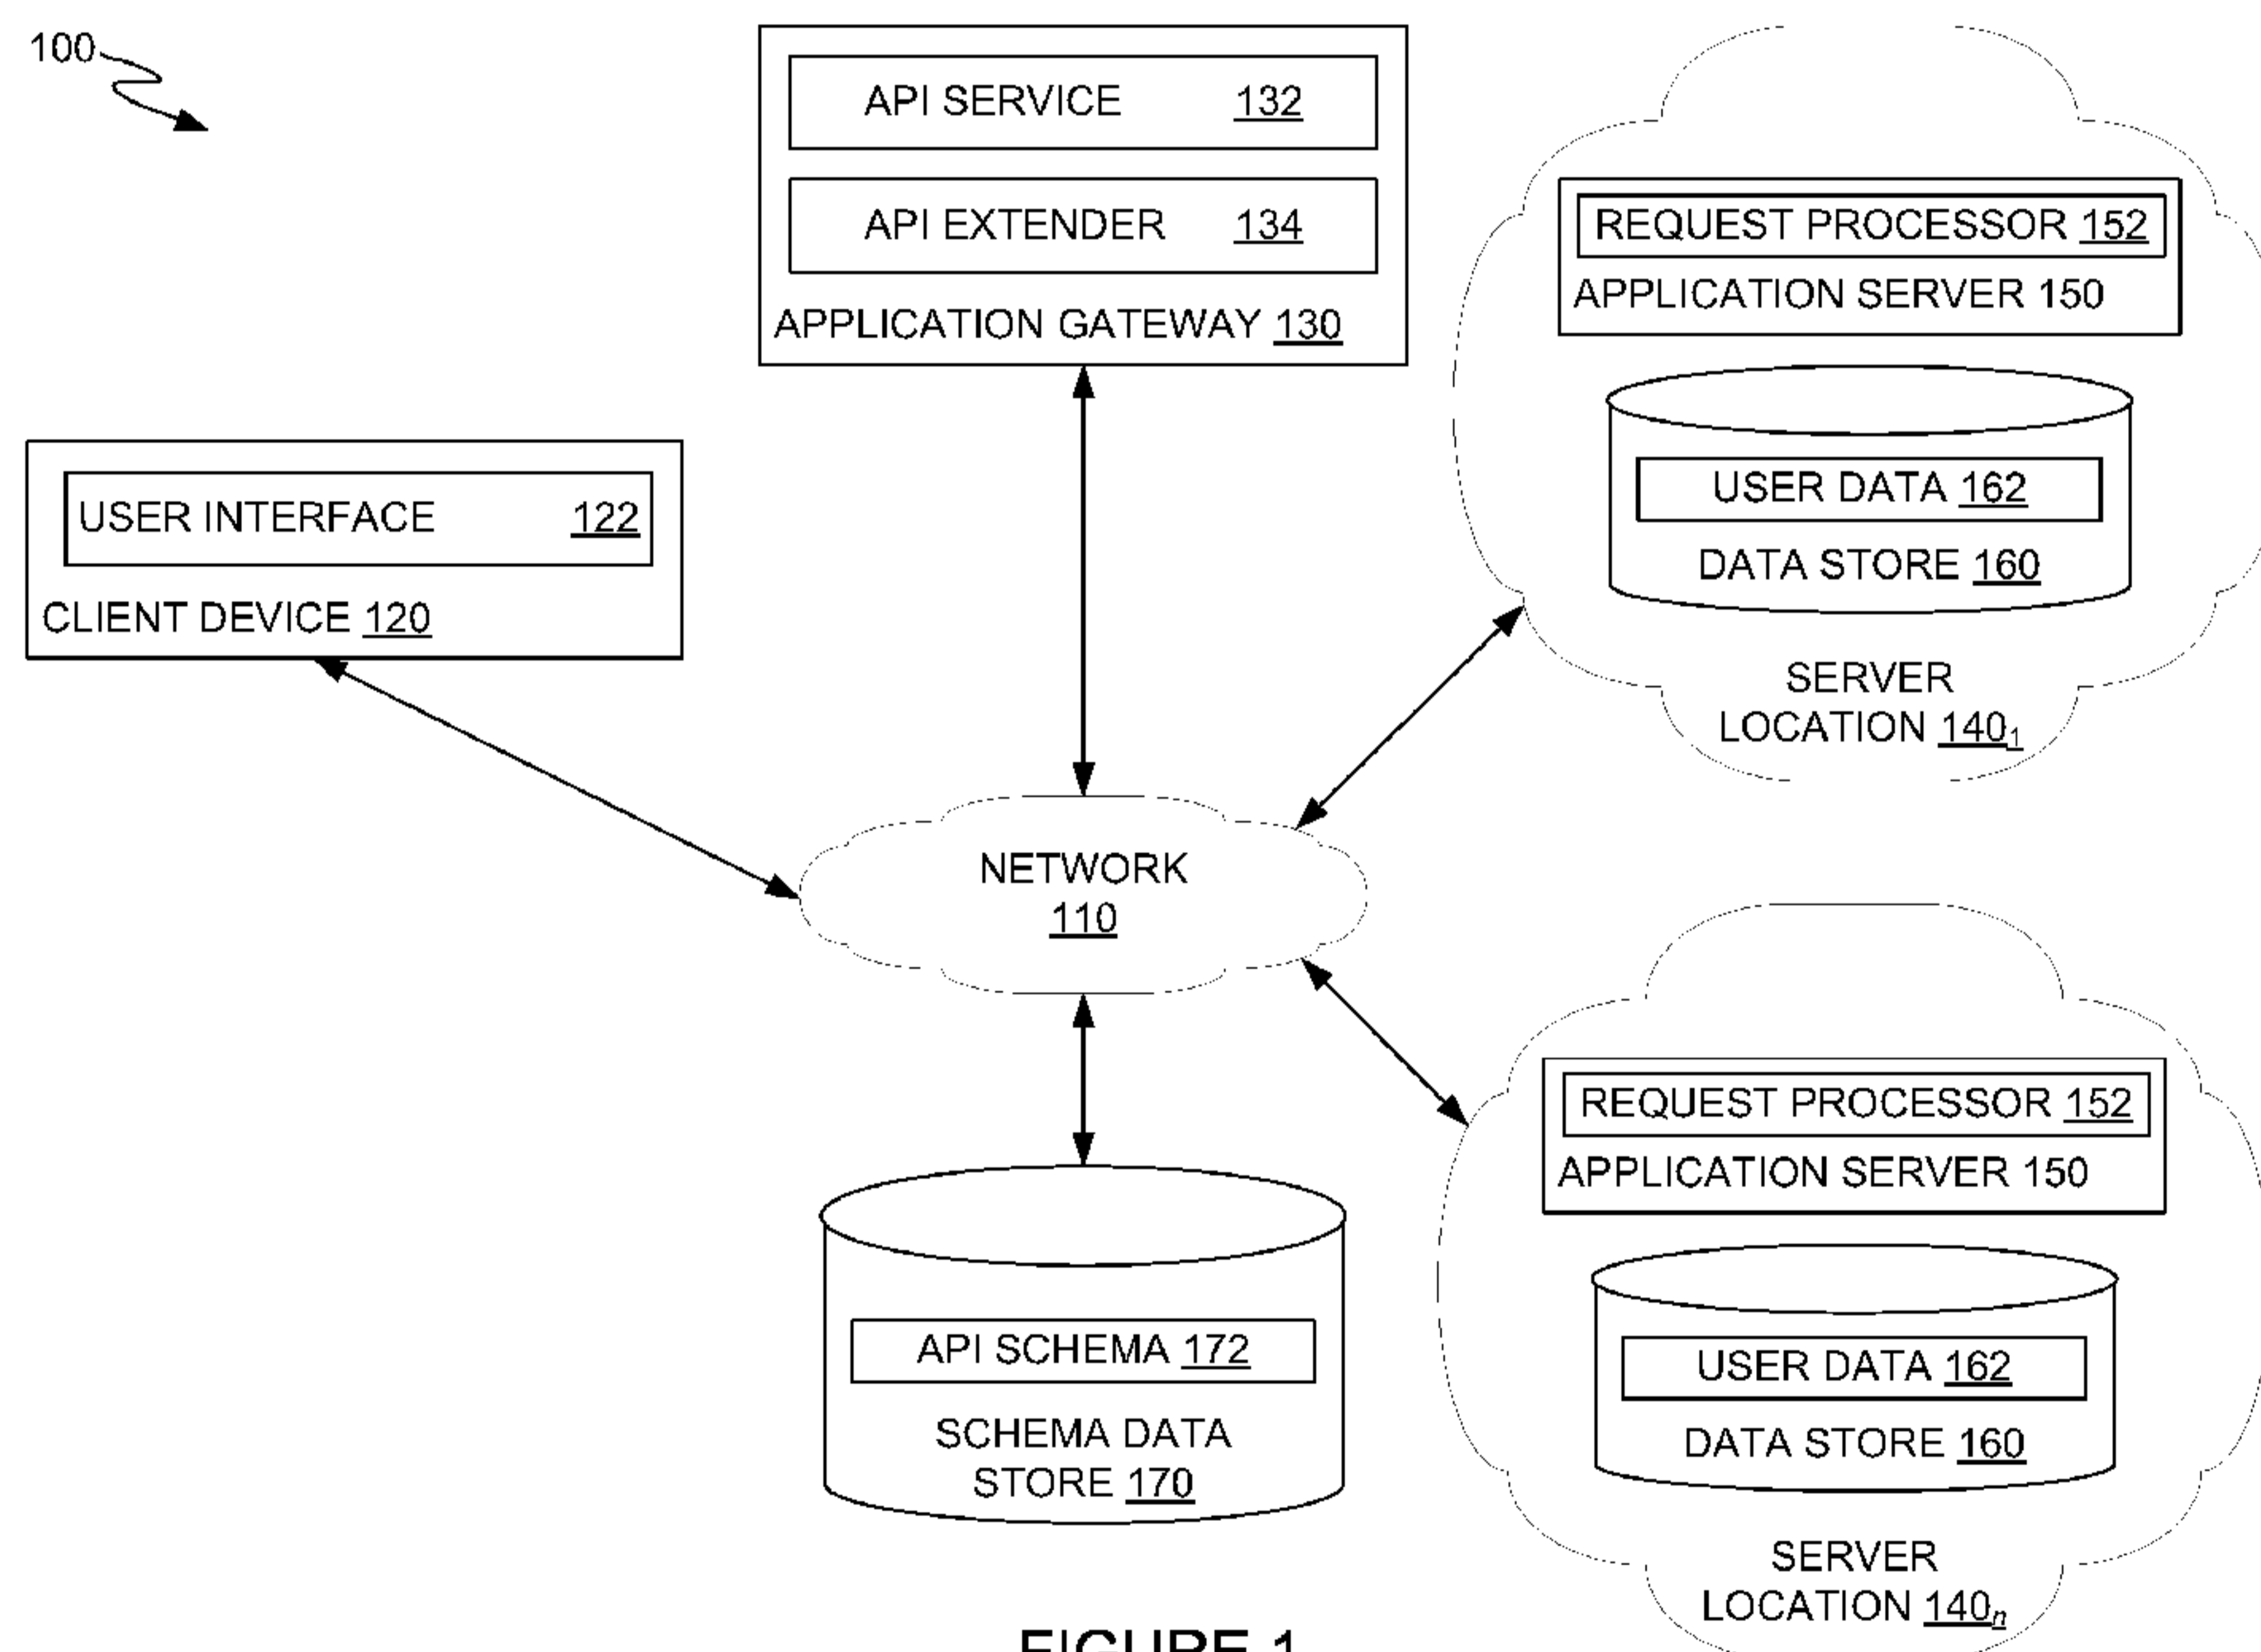 100
API SERVICE 132
API EXTENDER 134
APPLICATION GATEWAY 130
USER INTERFACE 122
CLIENT DEVICE 120
REQUEST PROCESSOR 152
APPLICATION SERVER 150
USER DATA 162
DATA STORE 160
SERVER
LOCATION 140₁
NETWORK
110
API SCHEMA 172
SCHEMA DATA
STORE 170
REQUEST PROCESSOR 152
APPLICATION SERVER 150
USER DATA 162
DATA STORE 160
SERVER
LOCATION 140ₙ
FIGURE 1